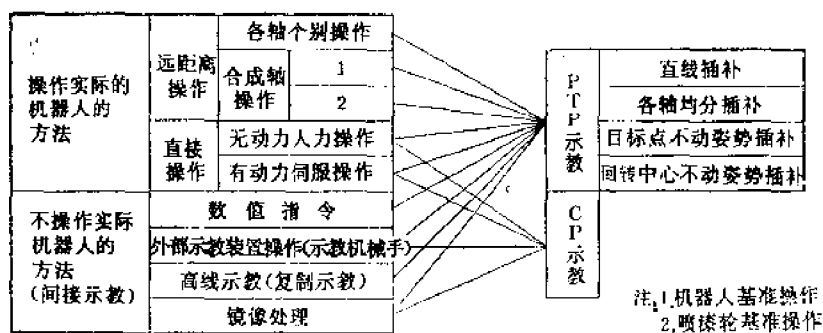 操作实际的
机器人的
方法
远距离
操作
各轴个别操作
合成轴
操作
1
2
直接
操作
无动力人力操作
有动力伺服操作
不操作实际
机器人的
方法
(间接示教)
数值指令
外部示教装置操作(示教机械手)
高线示教(复制示教)
镜像处理
PTP示教
直线插补
各轴均分插补
目标点不动姿势插补
回转中心不动姿势插补
CP示教
注:1,机器人基准操作
2,喷漆轮基准操作